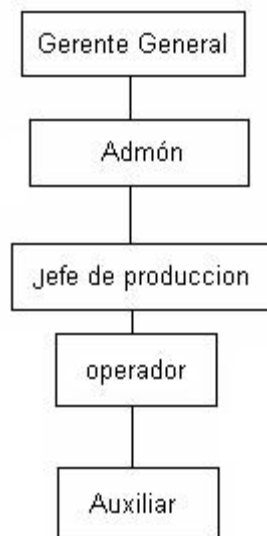 Gerente General
Admón
Jefe de produccion
operador
Auxiliar